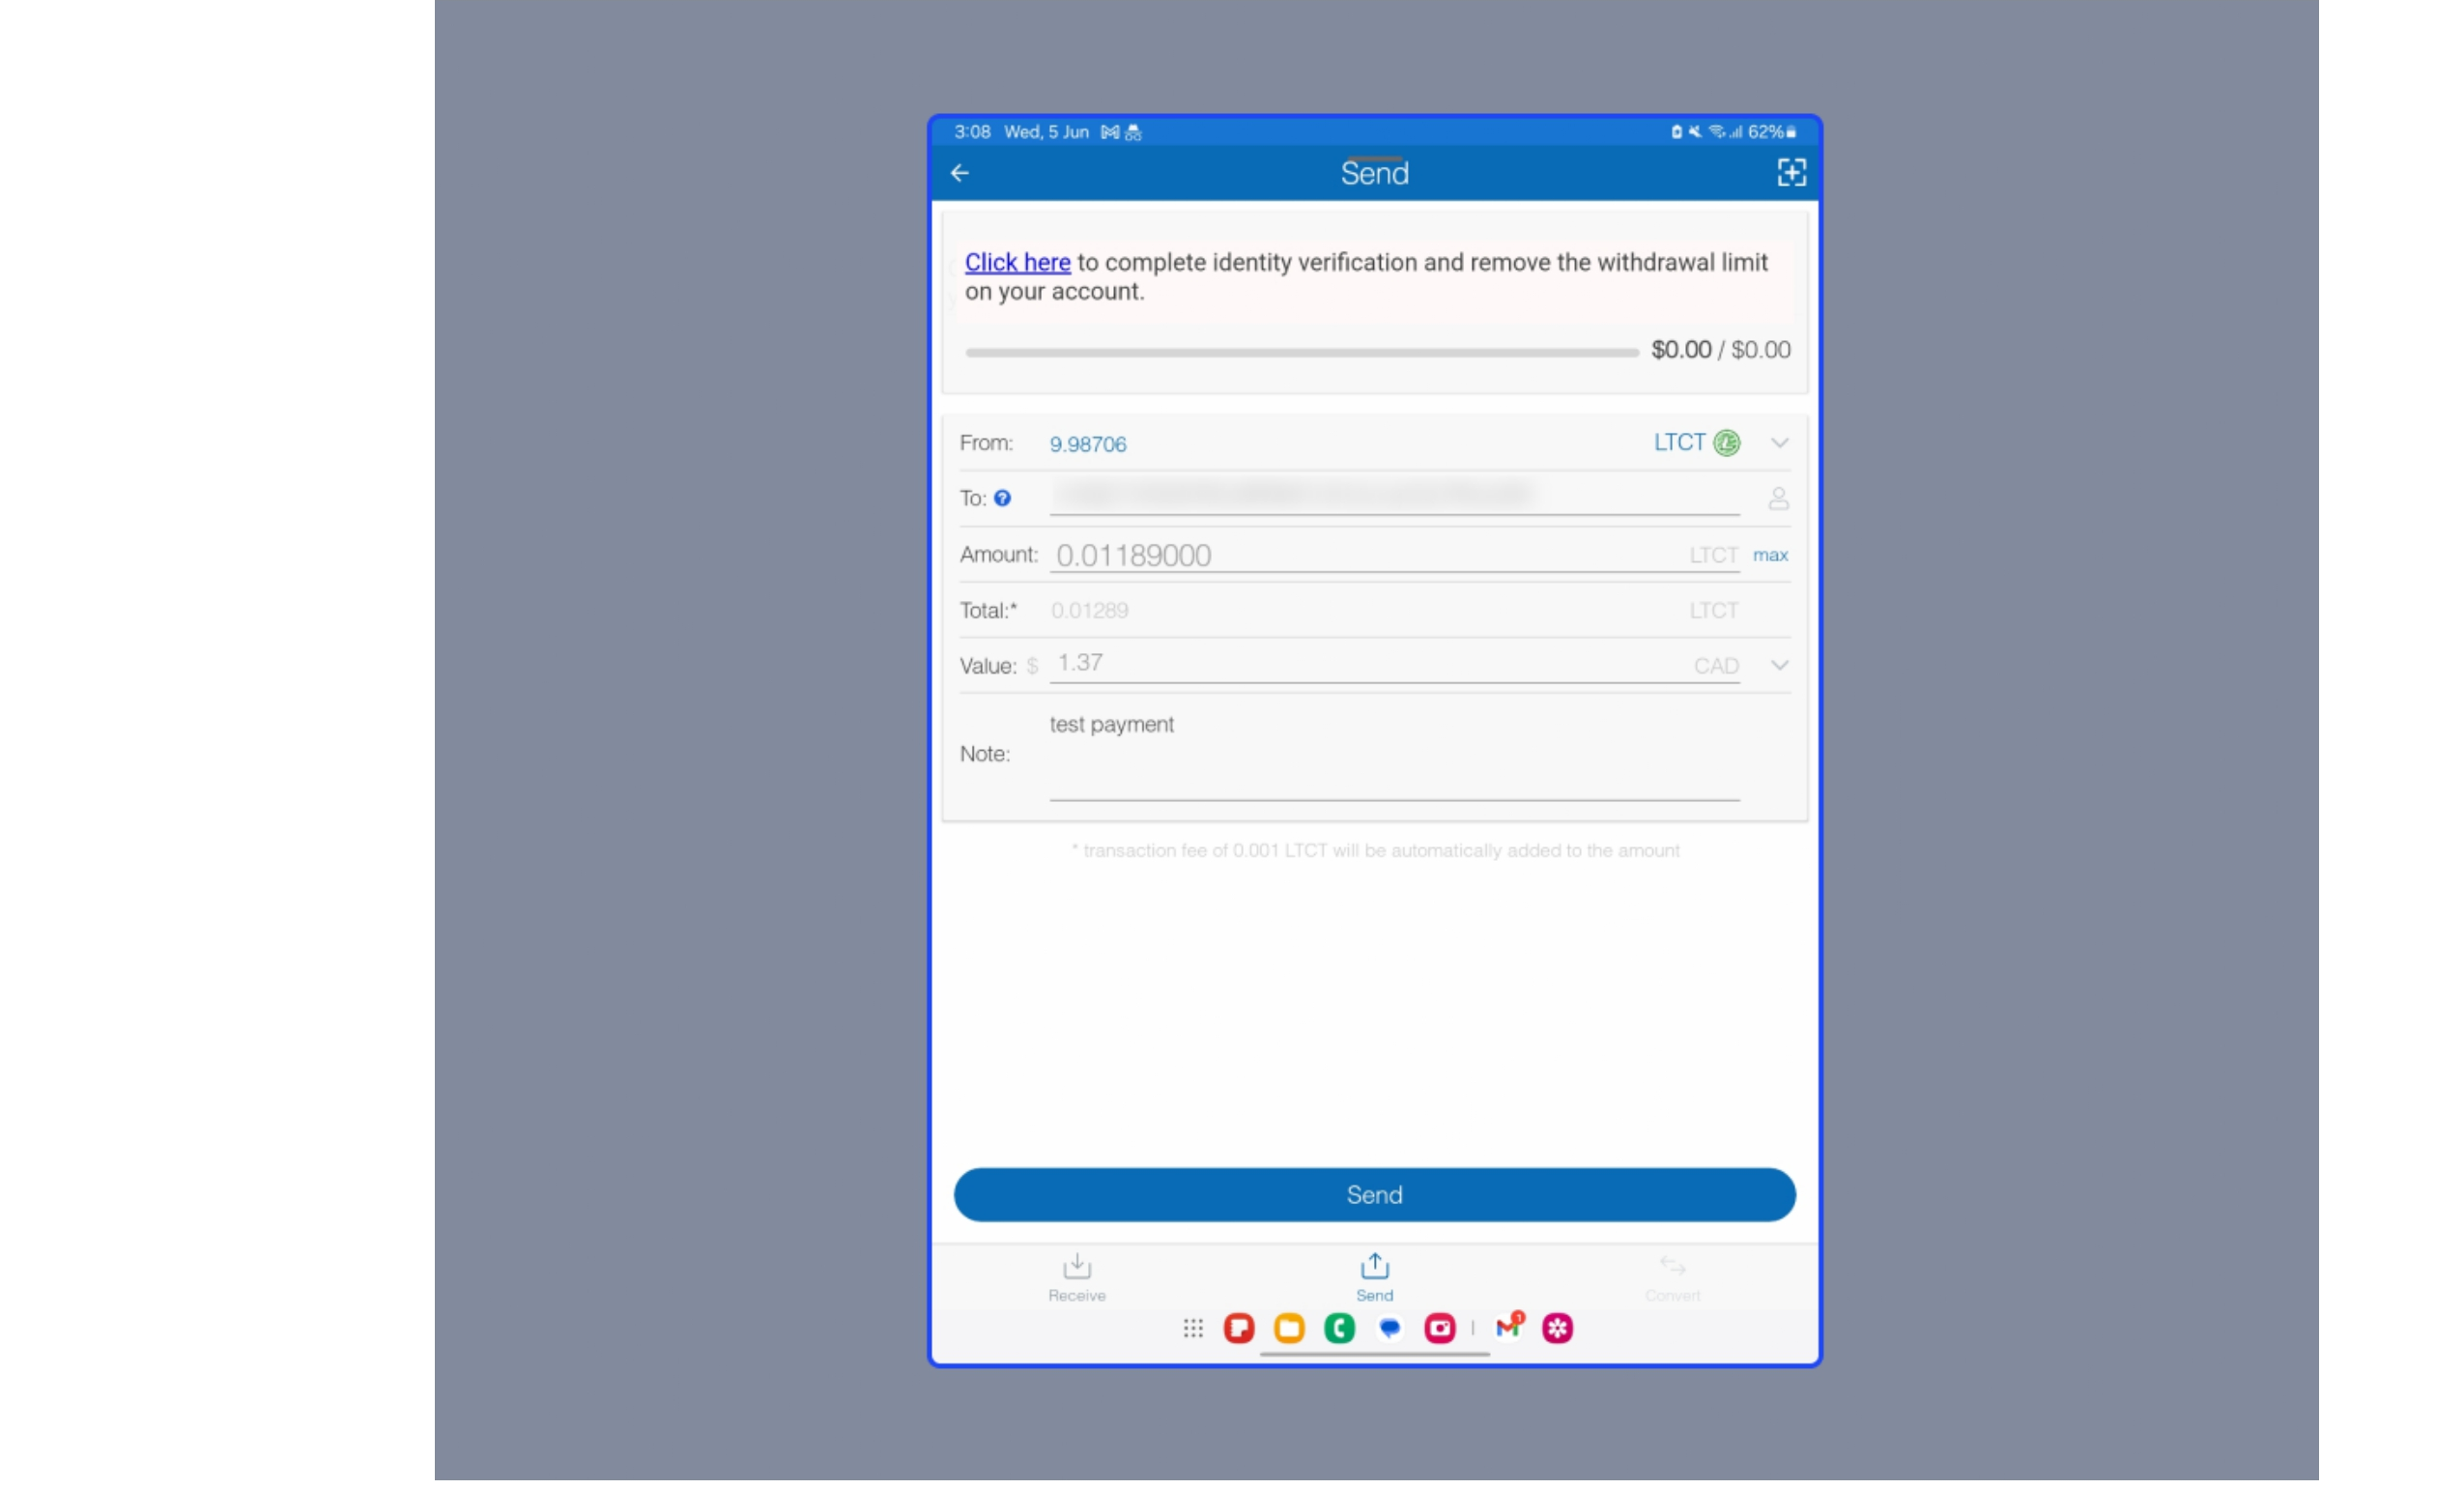 3:08 Wed, 5 Jun 62%
Send
Click here to complete identity verification and remove the withdrawal limit
on your account.
$0.00 / $0.00
From: 9.98706 LTCT
To: ?
Amount: 0.01189000 LTCT max
Total:* 0.01289 LTCT
Value: $ 1.37 CAD
test payment
Note:
* transaction fee of 0.001 LTCT will be automatically added to the amount
Send
Receive Send Convert
1